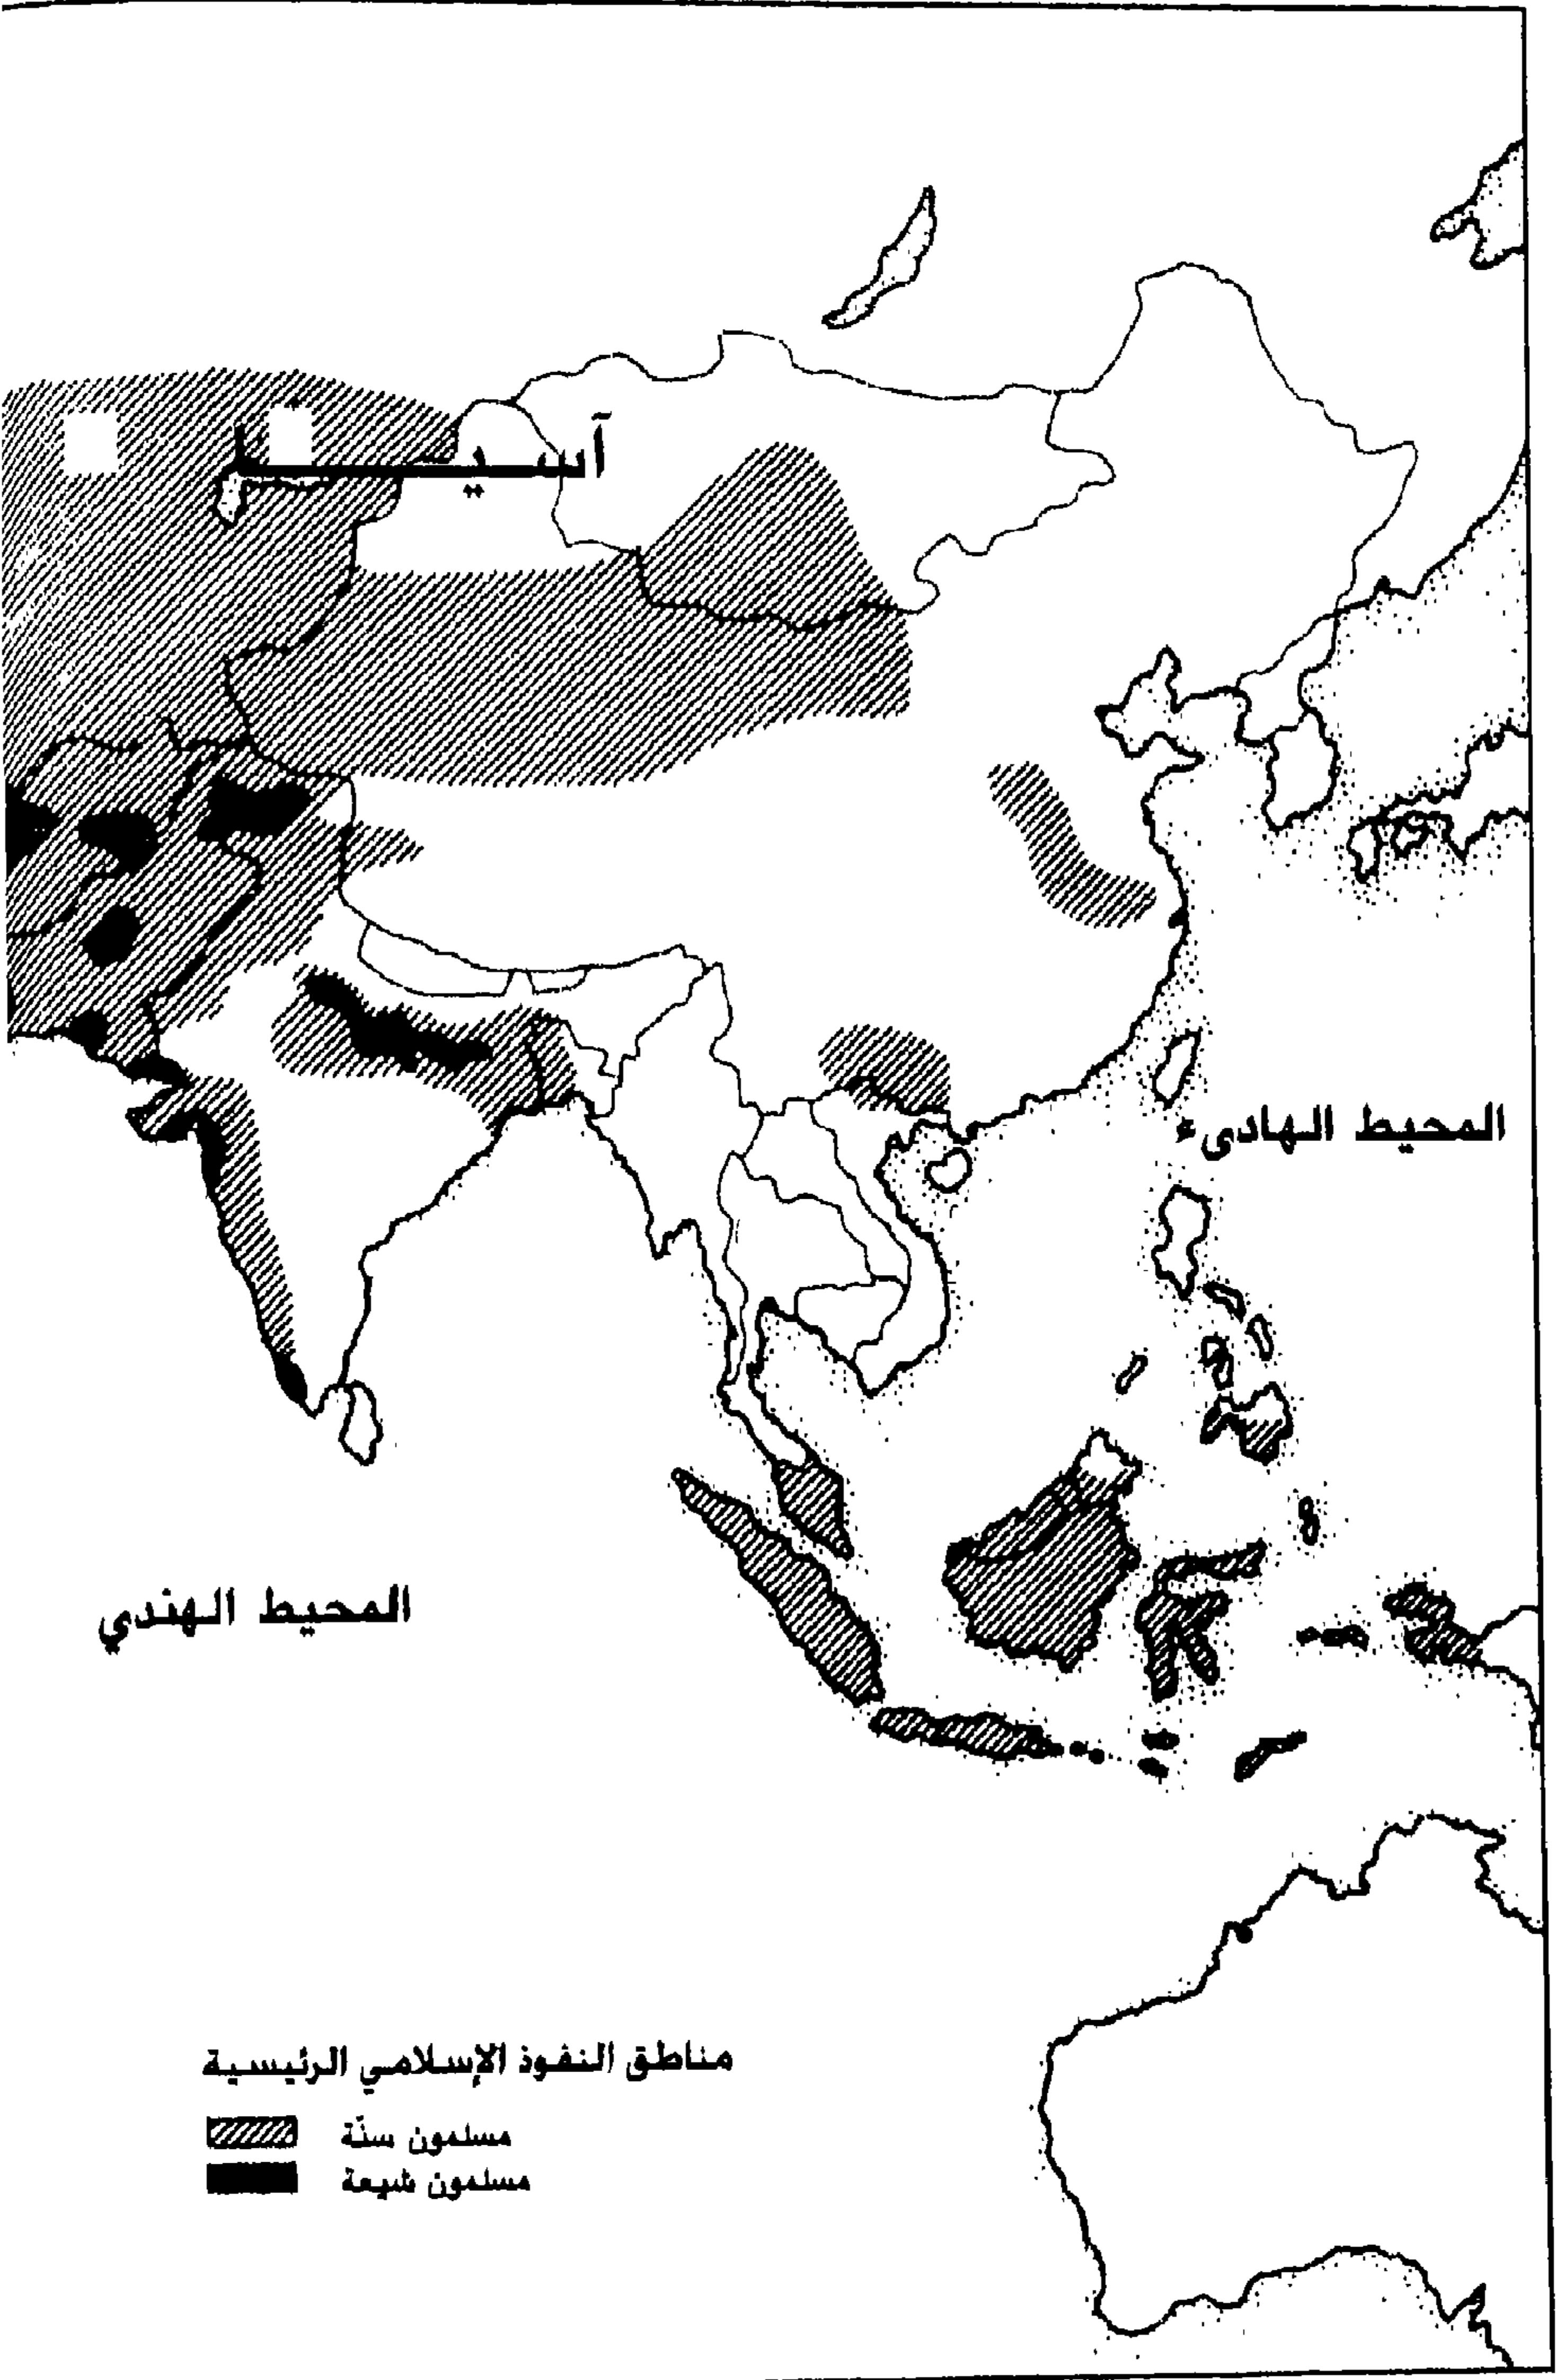 آسيا
المحيط الهادىء
المحيط الهندي
مناطق النفوذ الإسلامي الرئيسية
مسلمون سنّة
مسلمون شيعة